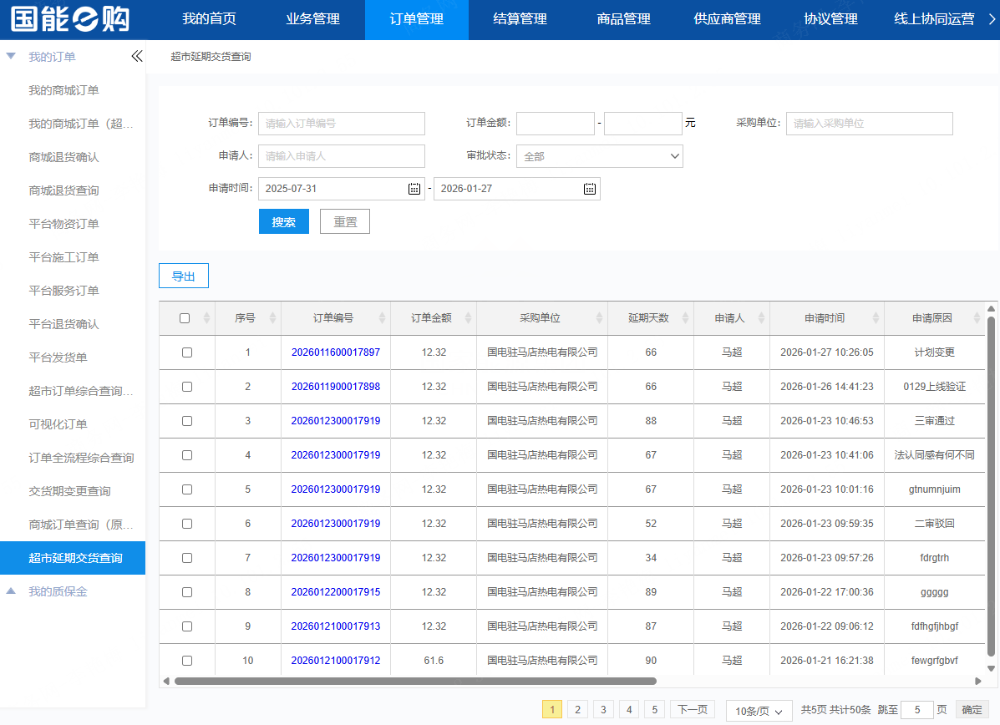 国能e购 我的首页 业务管理 订单管理 结算管理 商品管理 供应商管理 协议管理 线上协同运营
我的订单
我的商城订单
我的商城订单（超…
商城退货确认
商城退货查询
平台物资订单
平台施工订单
平台服务订单
平台退货确认
平台发货单
超市订单综合查询…
可视化订单
订单全流程综合查询
交货期变更查询
商城订单查询（原…
超市延期交货查询
我的质保金
超市延期交货查询
订单编号: 请输入订单编号 订单金额: - 元 采购单位: 请输入采购单位
申请人: 请输入申请人 审批状态: 全部
申请时间: 2025-07-31 - 2026-01-27
搜索 重置
导出
序号 订单编号 订单金额 采购单位 延期天数 申请人 申请时间 申请原因
1 2026011600017897 12.32 国电驻马店热电有限公司 66 马超 2026-01-27 10:26:05 计划变更
2 2026011900017898 12.32 国电驻马店热电有限公司 66 马超 2026-01-26 14:41:23 0129上线验证
3 2026012300017919 12.32 国电驻马店热电有限公司 88 马超 2026-01-23 10:46:53 三审通过
4 2026012300017919 12.32 国电驻马店热电有限公司 67 马超 2026-01-23 10:41:06 法认同感有何不同
5 2026012300017919 12.32 国电驻马店热电有限公司 67 马超 2026-01-23 10:01:16 gtnumnjuim
6 2026012300017919 12.32 国电驻马店热电有限公司 52 马超 2026-01-23 09:59:35 二审驳回
7 2026012300017919 12.32 国电驻马店热电有限公司 34 马超 2026-01-23 09:57:26 fdrgtrh
8 2026012200017915 12.32 国电驻马店热电有限公司 89 马超 2026-01-22 17:00:36 ggggg
9 2026012100017913 12.32 国电驻马店热电有限公司 87 马超 2026-01-22 09:06:12 fdfhgfjhbgf
10 2026012100017912 61.6 国电驻马店热电有限公司 90 马超 2026-01-21 16:21:38 fewgrfgbvf
1 2 3 4 5 下一页 10条/页 共5页 共计50条 跳至 5 页 确定